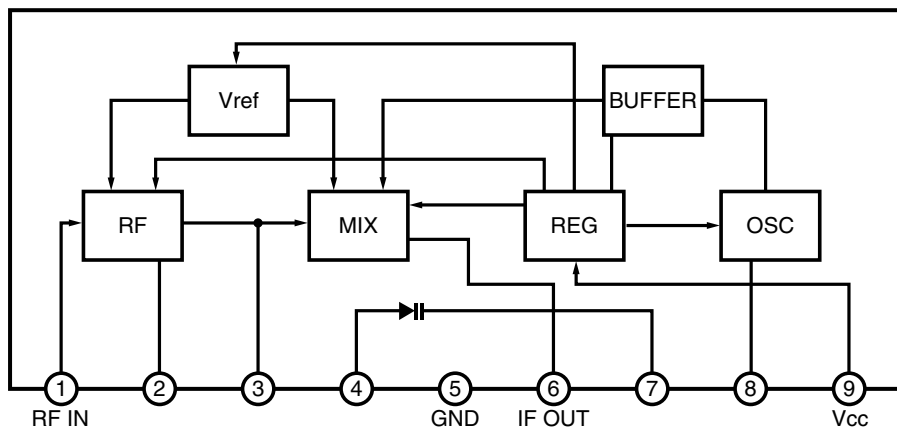 Vref
BUFFER
RF
MIX
REG
OSC
1
2
3
4
5
6
7
8
9
RF IN
GND
IF OUT
Vcc